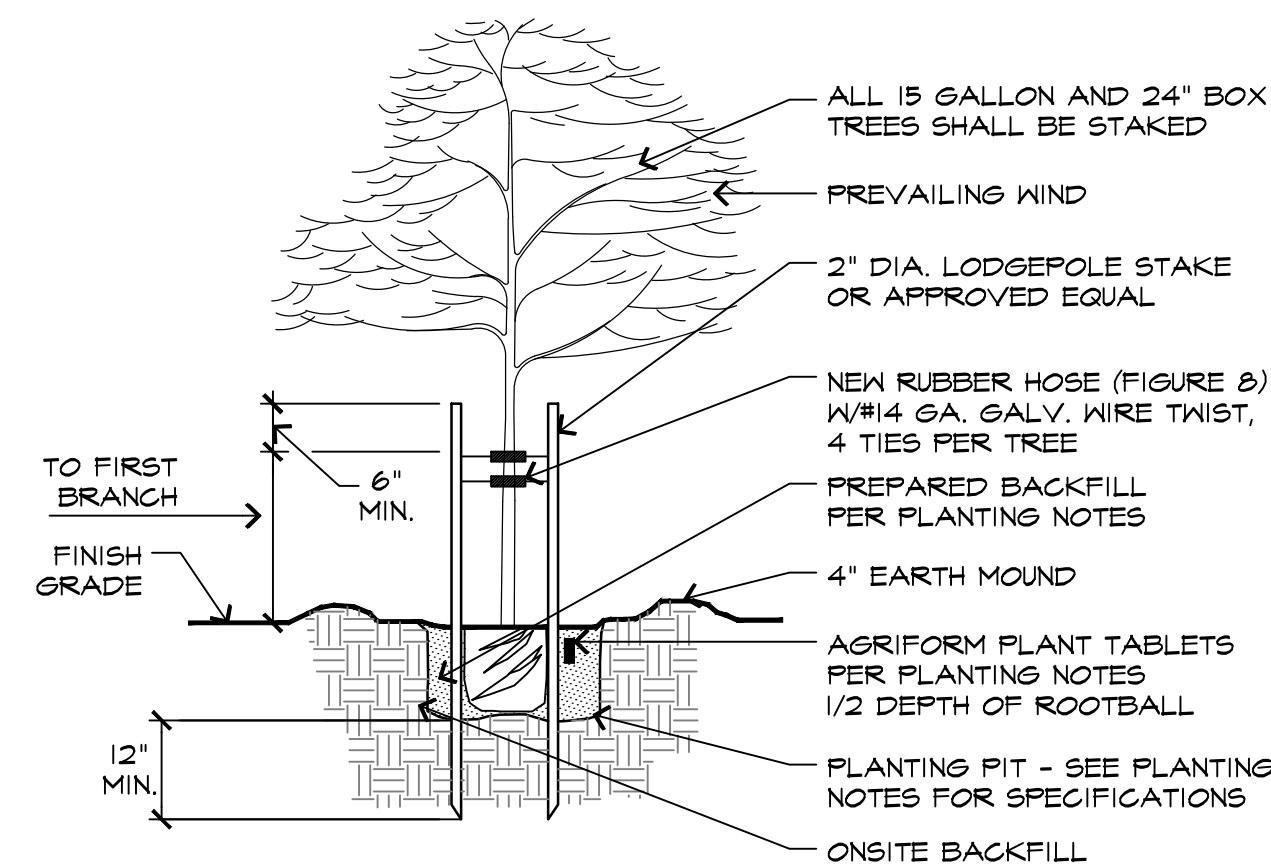 ALL 15 GALLON AND 24" BOX
TREES SHALL BE STAKED
PREVAILING WIND
2" DIA. LODGEPOLE STAKE
OR APPROVED EQUAL
NEW RUBBER HOSE (FIGURE 8)
W/#14 GA. GALV. WIRE TWIST,
4 TIES PER TREE
TO FIRST
BRANCH
6"
MIN.
PREPARED BACKFILL
PER PLANTING NOTES
FINISH
GRADE
4" EARTH MOUND
AGRIFORM PLANT TABLETS
PER PLANTING NOTES
1/2 DEPTH OF ROOTBALL
12"
MIN.
PLANTING PIT - SEE PLANTING
NOTES FOR SPECIFICATIONS
ONSITE BACKFILL